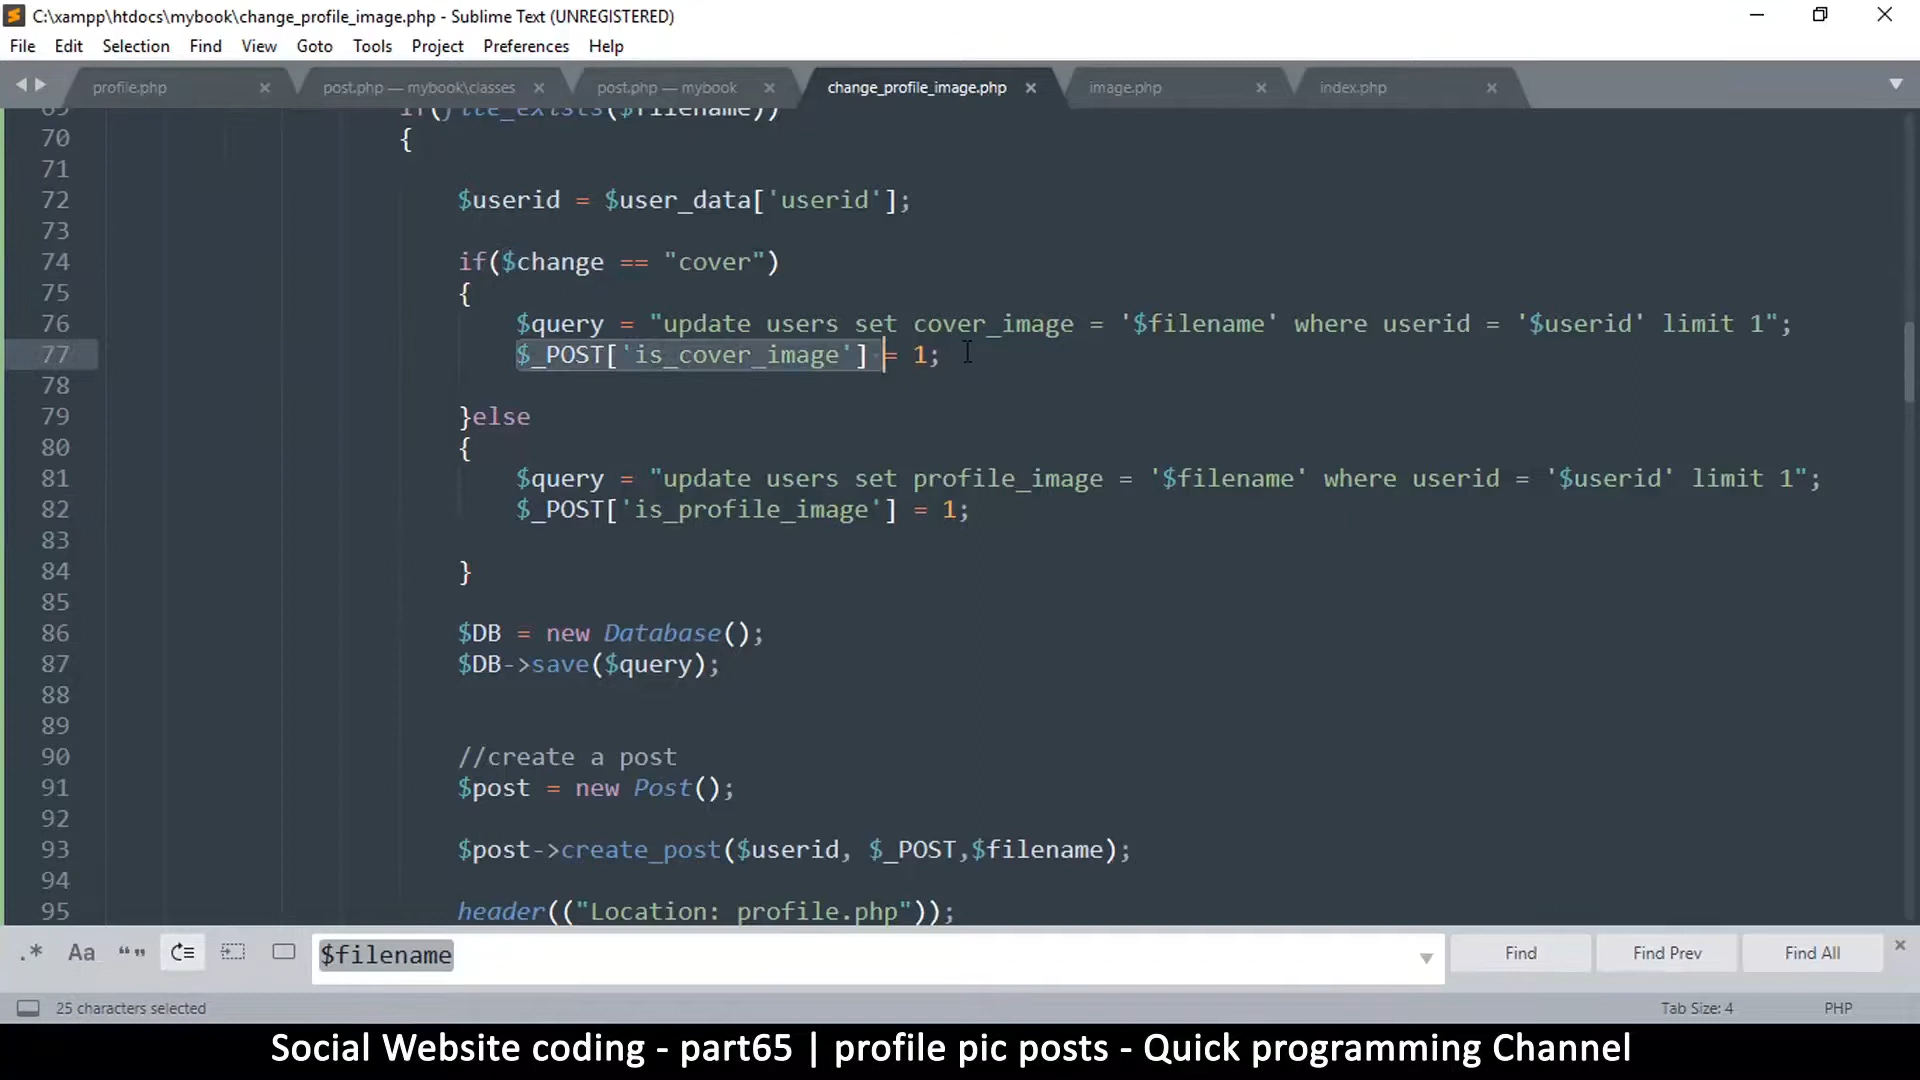 C:\xampp\htdocs\mybook\change_profile_image.php - Sublime Text (UNREGISTERED)
File Edit Selection Find View Goto Tools Project Preferences Help
profile.php post.php — mybook\classes post.php — mybook change_profile_image.php image.php index.php
69 if(file_exists($filename))
70 {
71
72 $userid = $user_data['userid'];
73
74 if($change == "cover")
75 {
76 $query = "update users set cover_image = '$filename' where userid = '$userid' limit 1";
77 $_POST['is_cover_image'] = 1;
78
79 }else
80 {
81 $query = "update users set profile_image = '$filename' where userid = '$userid' limit 1";
82 $_POST['is_profile_image'] = 1;
83
84 }
85
86 $DB = new Database();
87 $DB->save($query);
88
89
90 //create a post
91 $post = new Post();
92
93 $post->create_post($userid, $_POST,$filename);
94
95 header(("Location: profile.php"));
.* Aa “” $filename Find Find Prev Find All
25 characters selected Tab Size: 4 PHP
Social Website coding - part65 | profile pic posts - Quick programming Channel